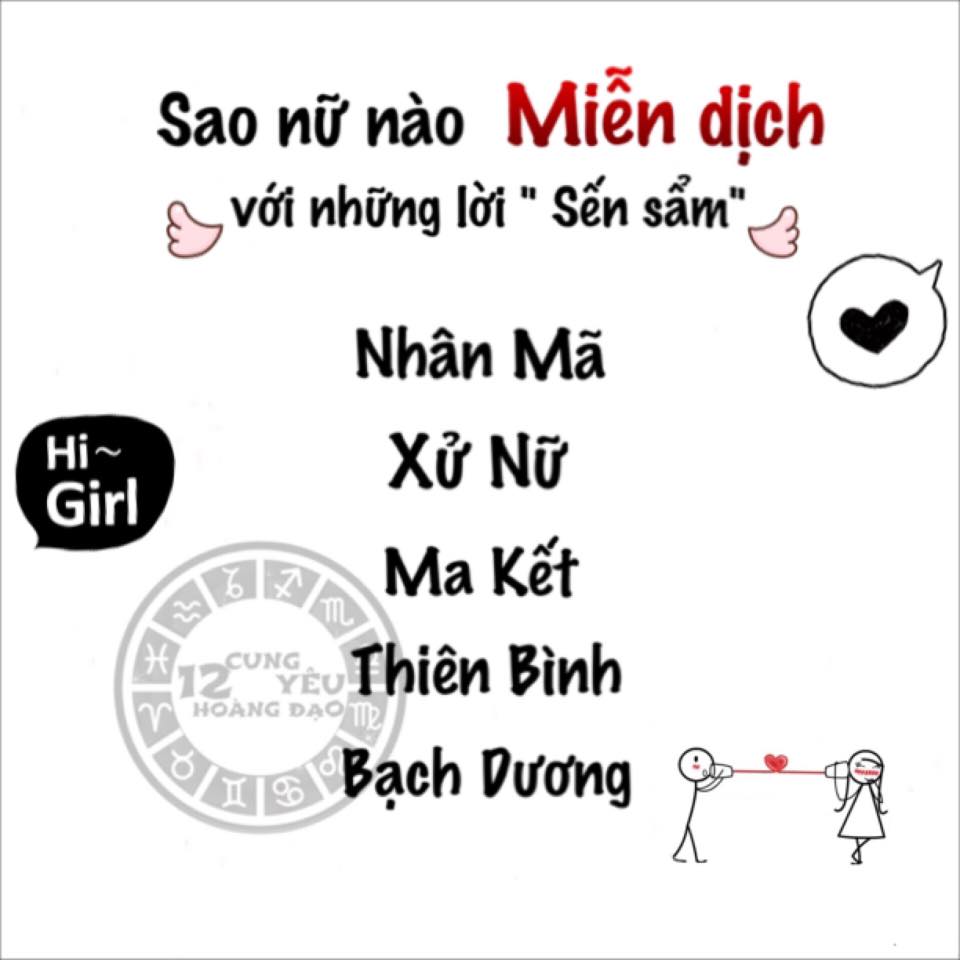 Sao nữ nào Miễn dịch
với những lời " Sến sẩm"
Nhân Mã
Xử Nữ
Hi~
Girl
Ma Kết
Thiên Bình
Bạch Dương
12 CUNG YÊU
HOÀNG ĐẠO